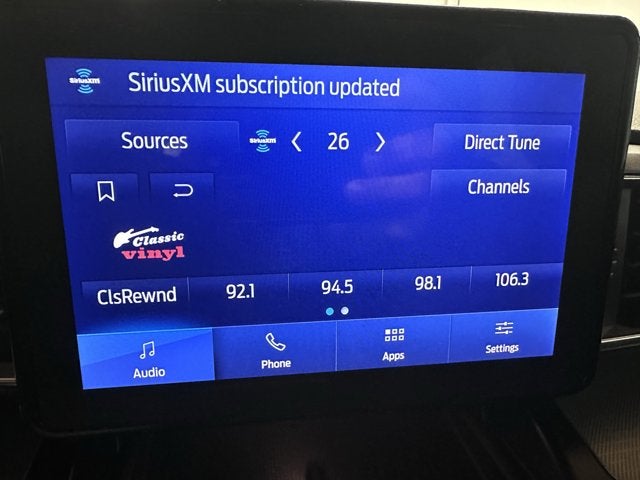 SiriusXM SiriusXM subscription updated
Sources SiriusXM 26 Direct Tune
Channels
Classic
vinyl
ClsRewnd 92.1 94.5 98.1 106.3
Audio Phone Apps Settings